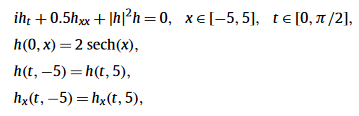 ihₜ + 0.5hₓₓ + |h|²h = 0,   x ∈ [−5, 5],   t ∈ [0, π/2],
h(0, x) = 2 sech(x),
h(t, −5) = h(t, 5),
hₓ(t, −5) = hₓ(t, 5),